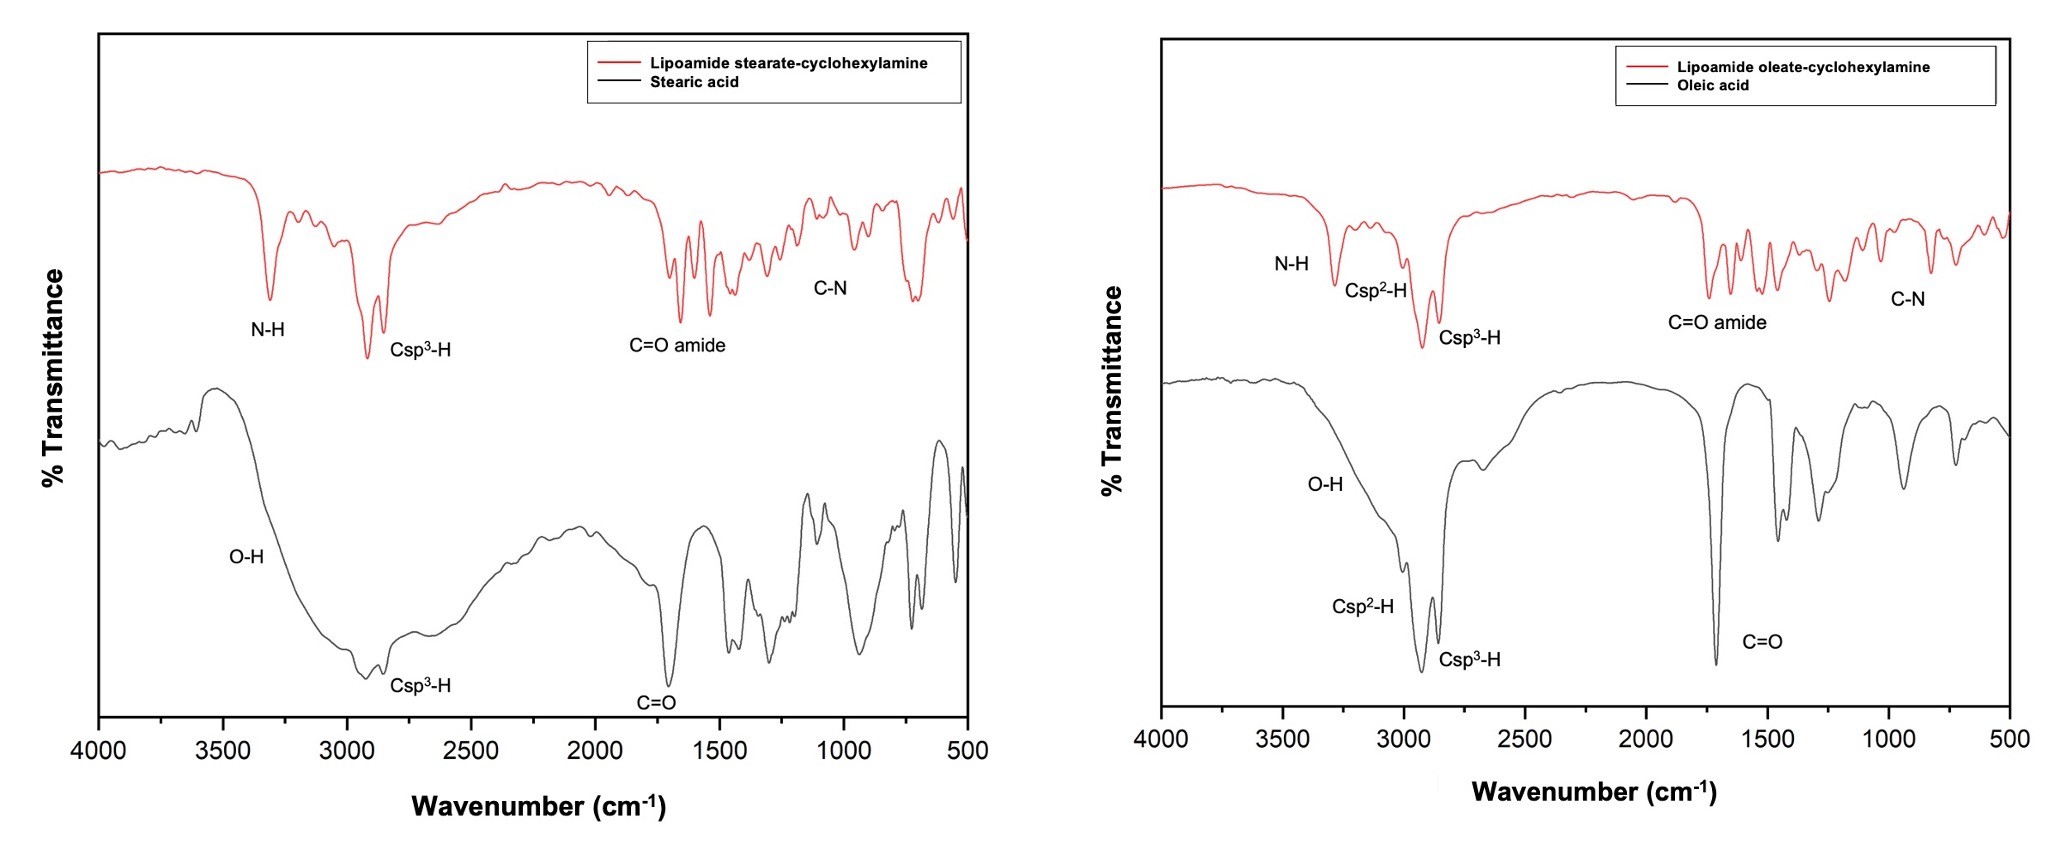 Lipoamide stearate-cyclohexylamine
Stearic acid
N-H
Csp³-H
C=O amide
C-N
O-H
Csp³-H
C=O
% Transmittance
4000 3500 3000 2500 2000 1500 1000 500
Wavenumber (cm⁻¹)
Lipoamide oleate-cyclohexylamine
Oleic acid
N-H
Csp²-H
Csp³-H
C=O amide
C-N
O-H
Csp²-H
Csp³-H
C=O
% Transmittance
4000 3500 3000 2500 2000 1500 1000 500
Wavenumber (cm⁻¹)